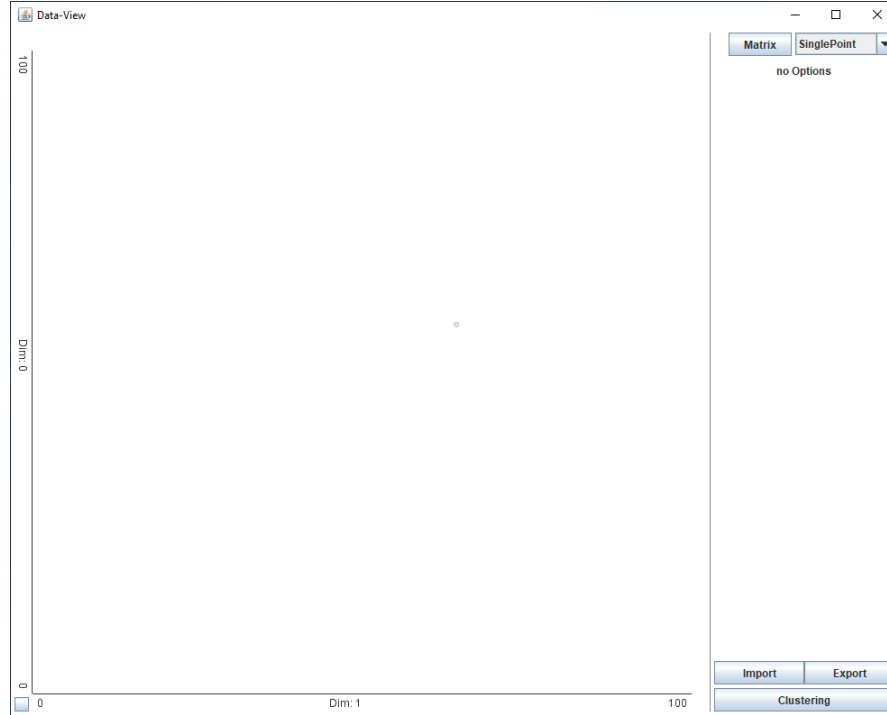 Data-View
Matrix
SinglePoint
no Options
100
Dim: 0
0
0
Dim: 1
100
Import
Export
Clustering